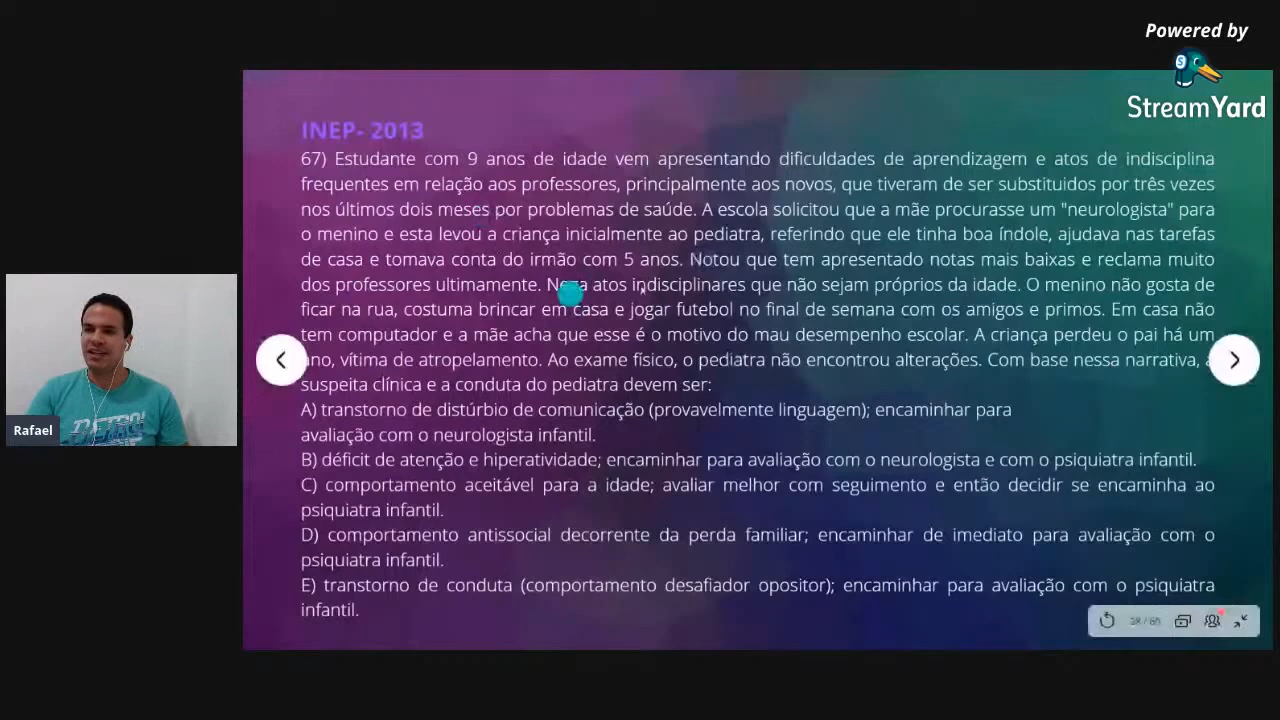 Powered by
StreamYard
INEP- 2013
67) Estudante com 9 anos de idade vem apresentando dificuldades de aprendizagem e atos de indisciplina
frequentes em relação aos professores, principalmente aos novos, que tiveram de ser substituidos por três vezes
nos últimos dois meses por problemas de saúde. A escola solicitou que a mãe procurasse um "neurologista" para
o menino e esta levou a criança inicialmente ao pediatra, referindo que ele tinha boa índole, ajudava nas tarefas
de casa e tomava conta do irmão com 5 anos. Notou que tem apresentado notas mais baixas e reclama muito
dos professores ultimamente. Nega atos indisciplinares que não sejam próprios da idade. O menino não gosta de
ficar na rua, costuma brincar em casa e jogar futebol no final de semana com os amigos e primos. Em casa não
tem computador e a mãe acha que esse é o motivo do mau desempenho escolar. A criança perdeu o pai há um
ano, vítima de atropelamento. Ao exame físico, o pediatra não encontrou alterações. Com base nessa narrativa, a
suspeita clínica e a conduta do pediatra devem ser:
A) transtorno de distúrbio de comunicação (provavelmente linguagem); encaminhar para
avaliação com o neurologista infantil.
B) déficit de atenção e hiperatividade; encaminhar para avaliação com o neurologista e com o psiquiatra infantil.
C) comportamento aceitável para a idade; avaliar melhor com seguimento e então decidir se encaminha ao
psiquiatra infantil.
D) comportamento antissocial decorrente da perda familiar; encaminhar de imediato para avaliação com o
psiquiatra infantil.
E) transtorno de conduta (comportamento desafiador opositor); encaminhar para avaliação com o psiquiatra
infantil.
Rafael